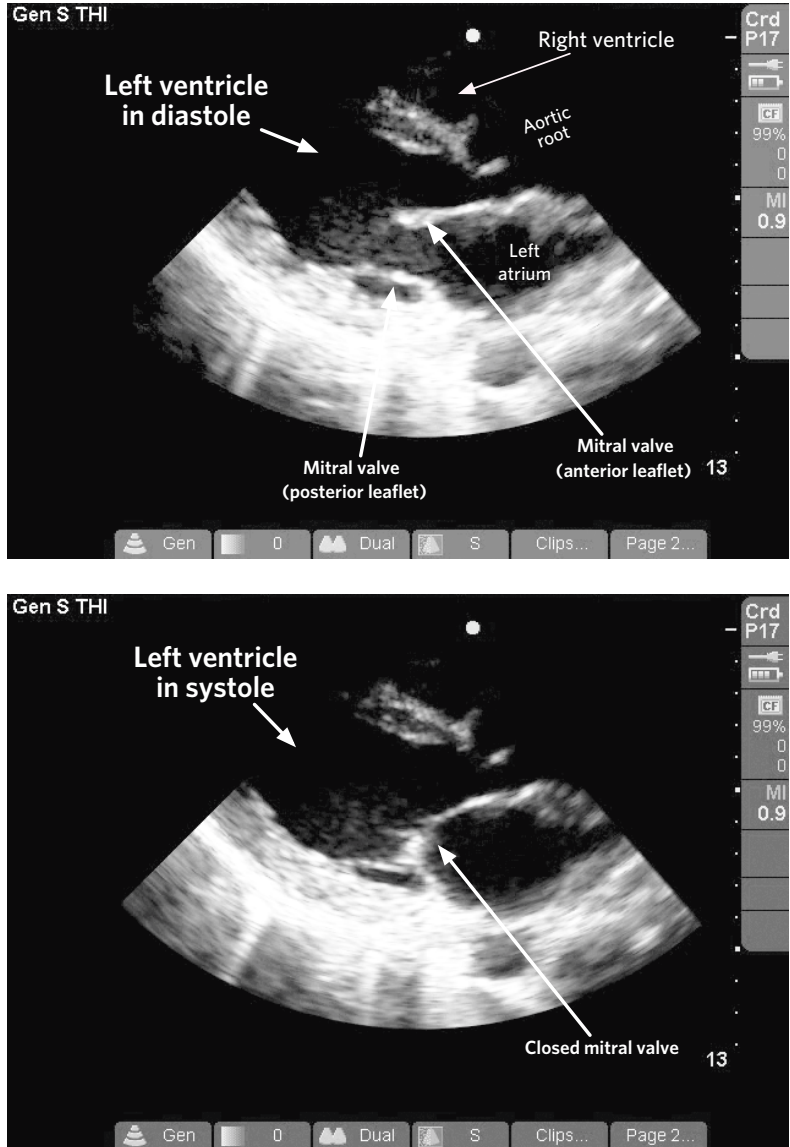 Gen S THI
Crd
P17
Right ventricle
Left ventricle
in diastole
Aortic
root
CF
99%
0
0
MI
0.9
Left
atrium
Mitral valve
(anterior leaflet)
Mitral valve
(posterior leaflet)
13
Gen
0
Dual
S
Clips...
Page 2...
Gen S THI
Crd
P17
Left ventricle
in systole
CF
99%
0
0
MI
0.9
Closed mitral valve
13
Gen
0
Dual
S
Clips...
Page 2...